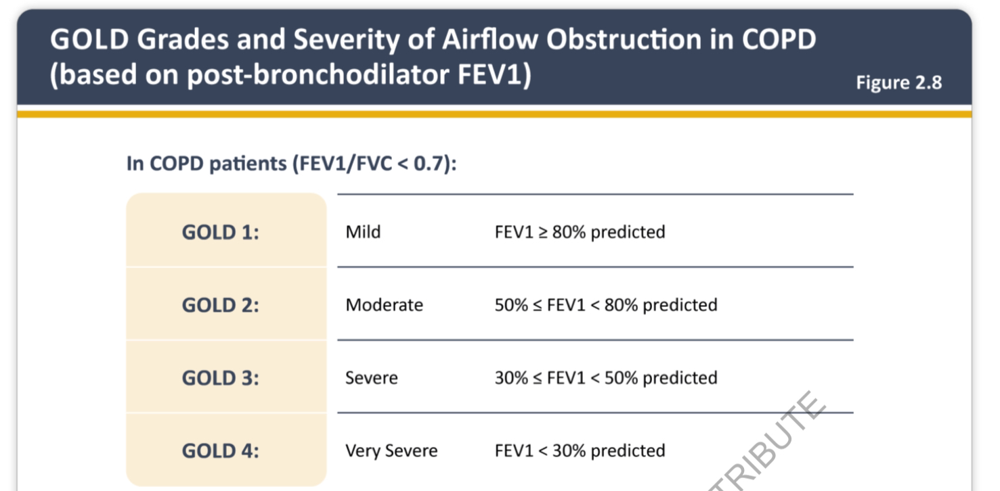 GOLD Grades and Severity of Airflow Obstruction in COPD
(based on post-bronchodilator FEV1)
Figure 2.8
In COPD patients (FEV1/FVC < 0.7):
GOLD 1: Mild FEV1 ≥ 80% predicted
GOLD 2: Moderate 50% ≤ FEV1 < 80% predicted
GOLD 3: Severe 30% ≤ FEV1 < 50% predicted
GOLD 4: Very Severe FEV1 < 30% predicted
TRIBUTE